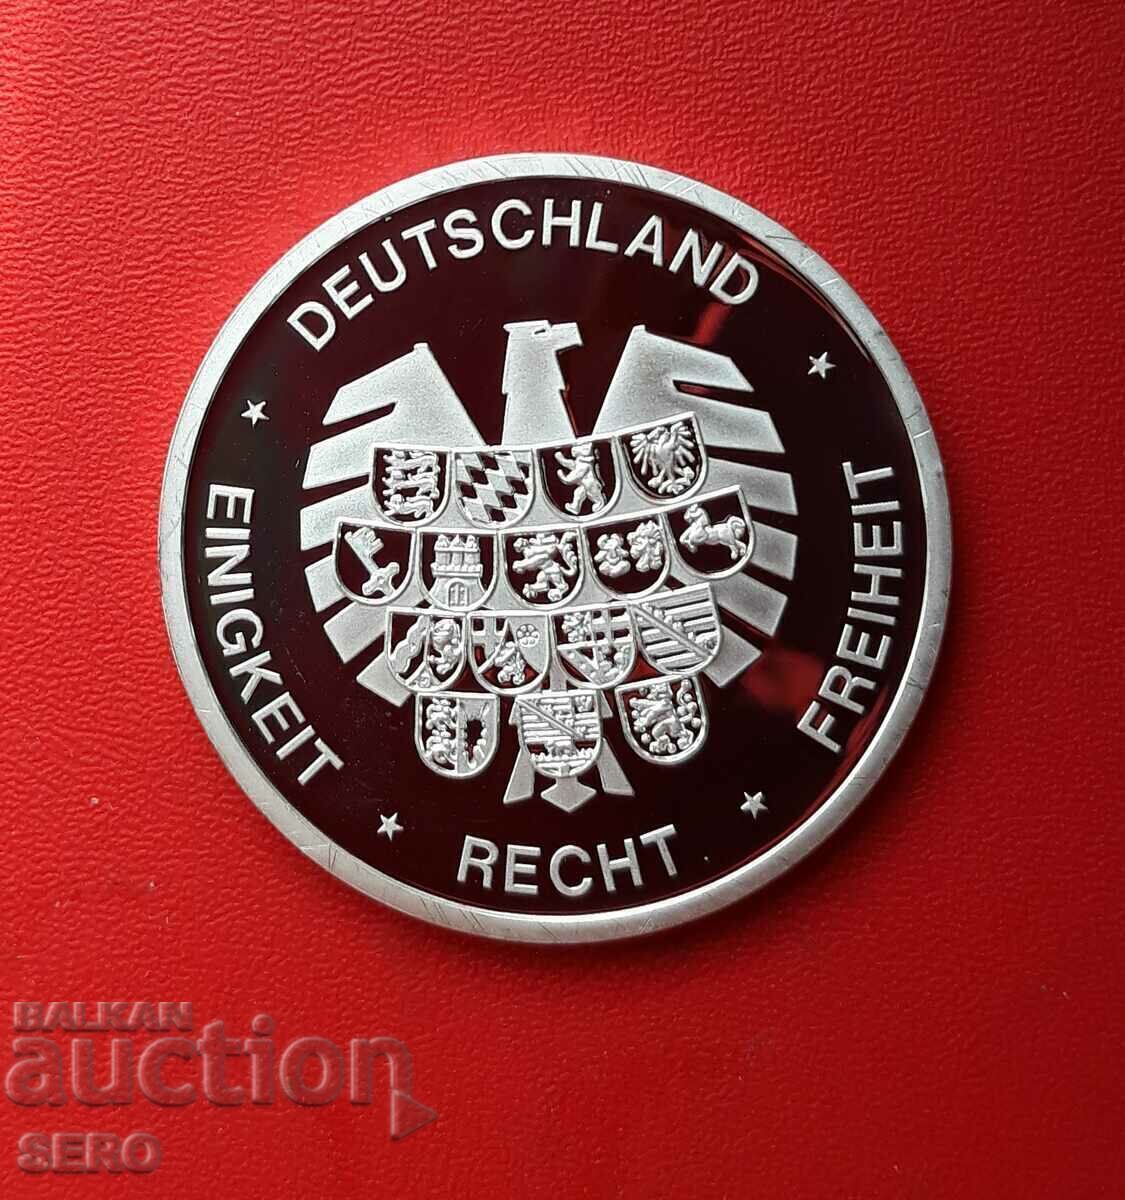 DEUTSCHLAND
EINIGKEIT
RECHT
FREIHEIT
BALKAN
auction
SERO